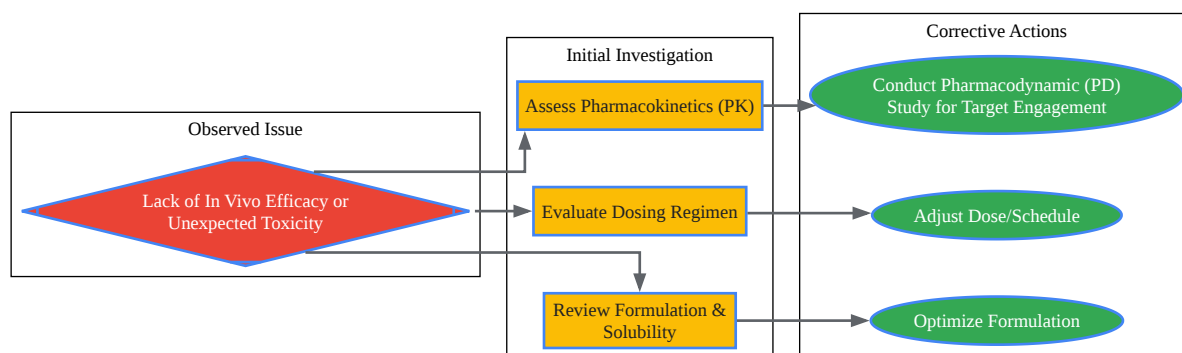 Observed Issue
Lack of In Vivo Efficacy or
Unexpected Toxicity
Initial Investigation
Assess Pharmacokinetics (PK)
Evaluate Dosing Regimen
Review Formulation &
Solubility
Corrective Actions
Conduct Pharmacodynamic (PD)
Study for Target Engagement
Adjust Dose/Schedule
Optimize Formulation